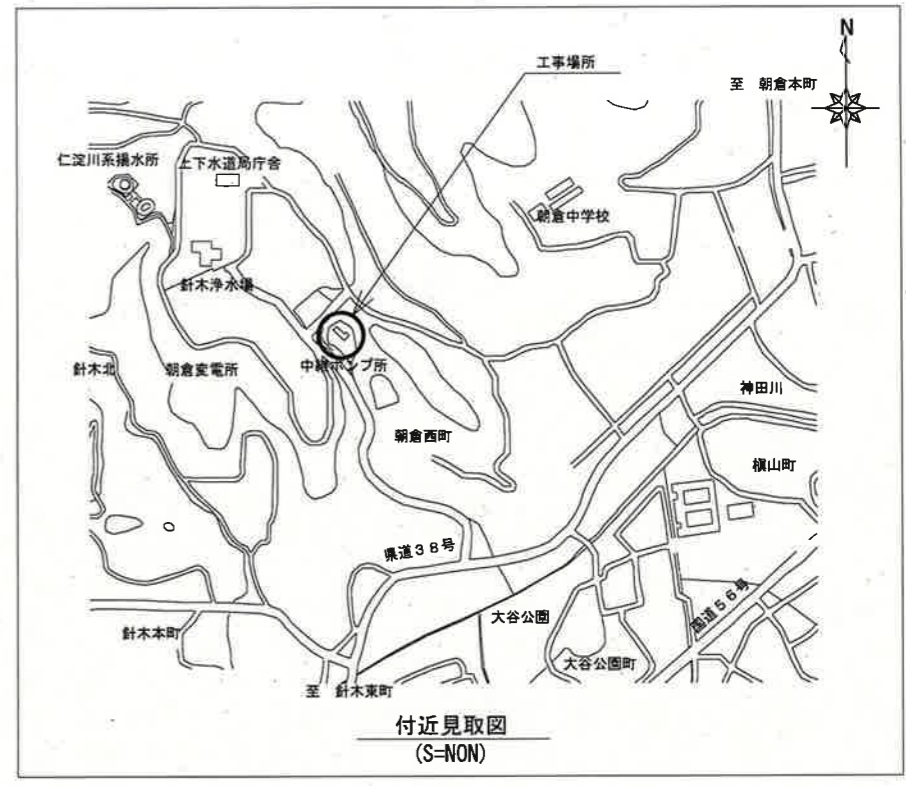 N
工事場所
至 朝倉本町
仁淀川系揚水所
上下水道局庁舎
朝倉中学校
針木浄水場
中継ポンプ所
針木北
朝倉変電所
神田川
朝倉西町
槇山町
県道38号
国道56号
大谷公園
針木本町
大谷公園町
至 針木東町
付近見取図
(S=NON)